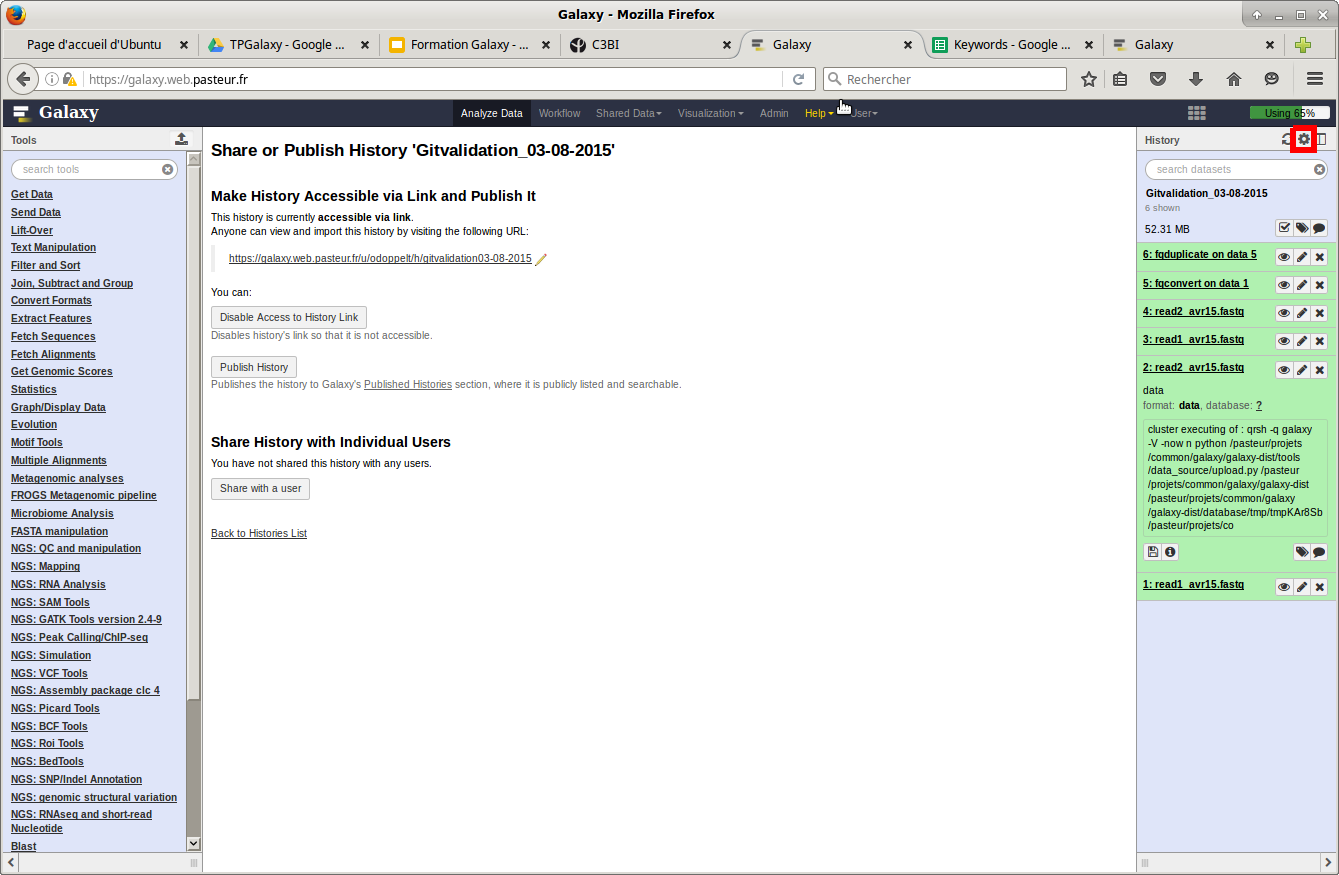 Galaxy - Mozilla Firefox
Page d'accueil d'Ubuntu
TPGalaxy - Google ...
Formation Galaxy - ...
C3BI
Galaxy
Keywords - Google ...
Galaxy
https://galaxy.web.pasteur.fr
Rechercher
Galaxy
Analyze Data
Workflow
Shared Data
Visualization
Admin
Help
User
Using 65%
Tools
search tools
Get Data
Send Data
Lift-Over
Text Manipulation
Filter and Sort
Join, Subtract and Group
Convert Formats
Extract Features
Fetch Sequences
Fetch Alignments
Get Genomic Scores
Statistics
Graph/Display Data
Evolution
Motif Tools
Multiple Alignments
Metagenomic analyses
FROGS Metagenomic pipeline
Microbiome Analysis
FASTA manipulation
NGS: QC and manipulation
NGS: Mapping
NGS: RNA Analysis
NGS: SAM Tools
NGS: GATK Tools version 2.4-9
NGS: Peak Calling/ChIP-seq
NGS: Simulation
NGS: VCF Tools
NGS: Assembly package clc 4
NGS: Picard Tools
NGS: BCF Tools
NGS: Roi Tools
NGS: BedTools
NGS: SNP/Indel Annotation
NGS: genomic structural variation
NGS: RNAseq and short-read
Nucleotide
Blast
Share or Publish History 'Gitvalidation_03-08-2015'
Make History Accessible via Link and Publish It
This history is currently accessible via link.
Anyone can view and import this history by visiting the following URL:
https://galaxy.web.pasteur.fr/u/odoppelt/h/gitvalidation03-08-2015
You can:
Disable Access to History Link
Disables history's link so that it is not accessible.
Publish History
Publishes the history to Galaxy's Published Histories section, where it is publicly listed and searchable.
Share History with Individual Users
You have not shared this history with any users.
Share with a user
Back to Histories List
History
search datasets
Gitvalidation_03-08-2015
6 shown
52.31 MB
6: fqduplicate on data 5
5: fqconvert on data 1
4: read2_avr15.fastq
3: read1_avr15.fastq
2: read2_avr15.fastq
data
format: data, database: ?
cluster executing of : qrsh -q galaxy
-V -now n python /pasteur/projets
/common/galaxy/galaxy-dist/tools
/data_source/upload.py /pasteur
/projets/common/galaxy/galaxy-dist
/pasteur/projets/common/galaxy
/galaxy-dist/database/tmp/tmpKAr8Sb
/pasteur/projets/co
1: read1_avr15.fastq